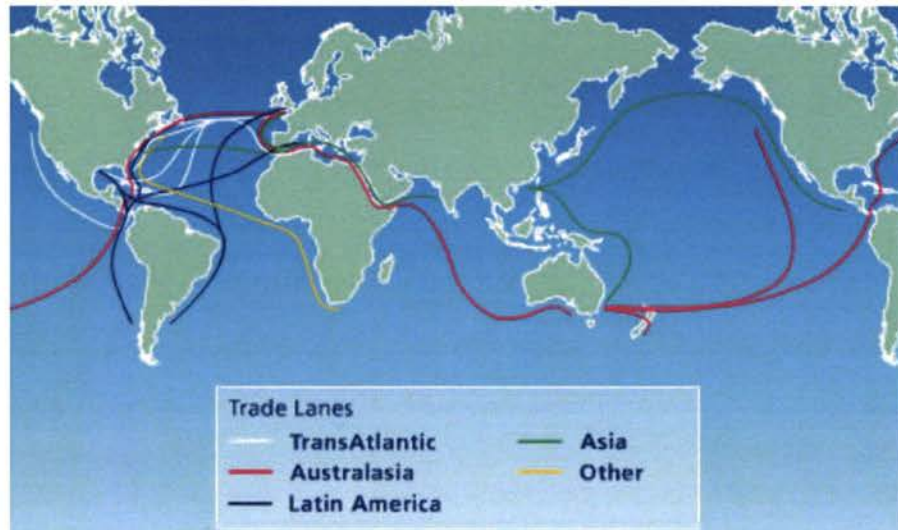 Trade Lanes
TransAtlantic
Australasia
Latin America
Asia
Other